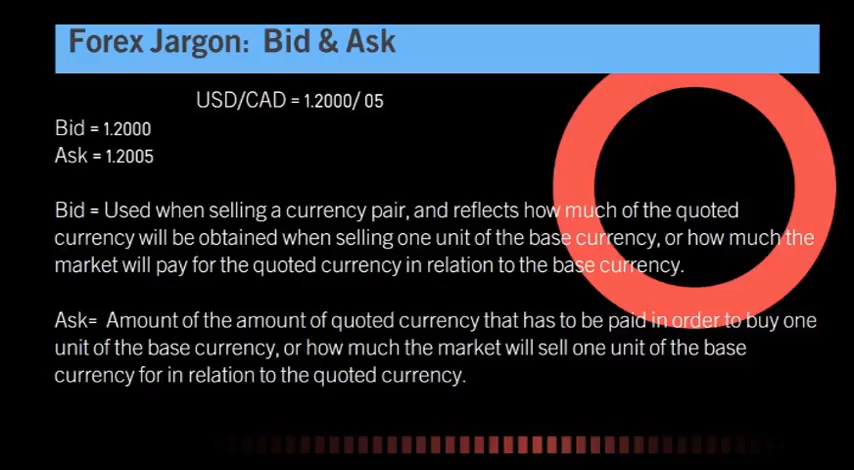 Forex Jargon: Bid & Ask
USD/CAD = 1.2000/ 05
Bid = 1.2000
Ask = 1.2005
Bid = Used when selling a currency pair, and reflects how much of the quoted
currency will be obtained when selling one unit of the base currency, or how much the
market will pay for the quoted currency in relation to the base currency.
Ask= Amount of the amount of quoted currency that has to be paid in order to buy one
unit of the base currency, or how much the market will sell one unit of the base
currency for in relation to the quoted currency.